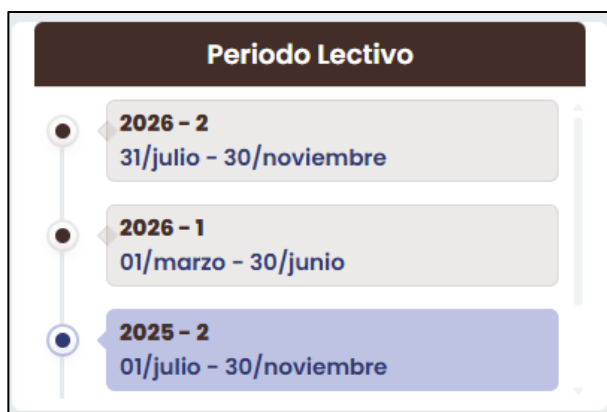 Periodo Lectivo
2026 - 2
31/julio - 30/noviembre
2026 - 1
01/marzo - 30/junio
2025 - 2
01/julio - 30/noviembre